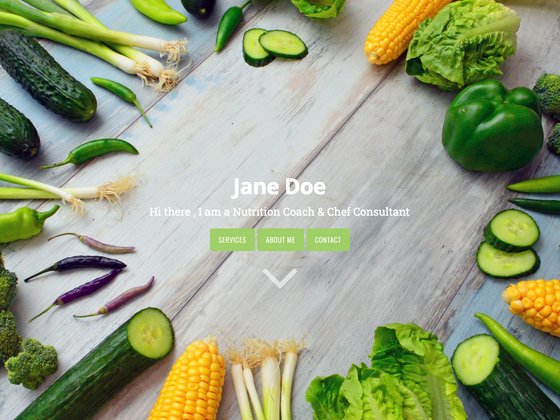 Jane Doe
Hi there , I am a Nutrition Coach & Chef Consultant
SERVICES
ABOUT ME
CONTACT